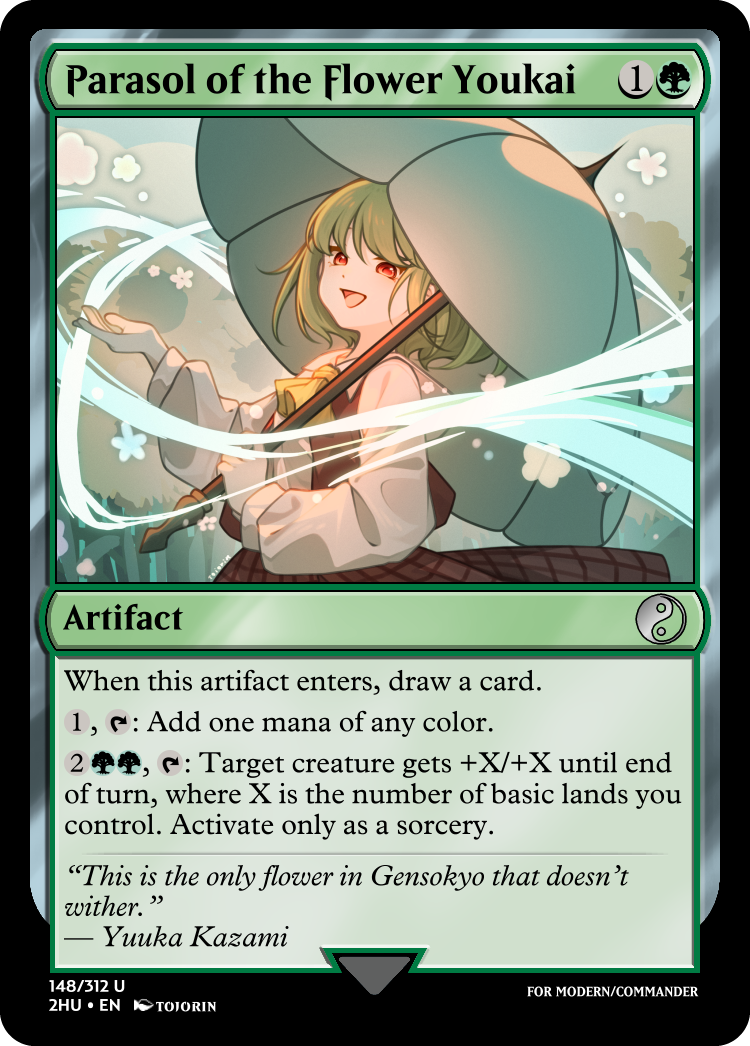 Parasol of the Flower Youkai 1
Artifact
When this artifact enters, draw a card.
1, : Add one mana of any color.
2, : Target creature gets +X/+X until end
of turn, where X is the number of basic lands you
control. Activate only as a sorcery.
“This is the only flower in Gensokyo that doesn’t
wither.”
— Yuuka Kazami
148/312 U
2HU • EN TOJORIN
FOR MODERN/COMMANDER